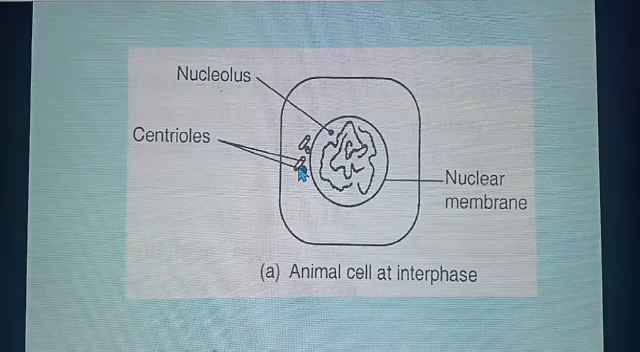 Nucleolus
Centrioles
Nuclear
membrane
(a) Animal cell at interphase